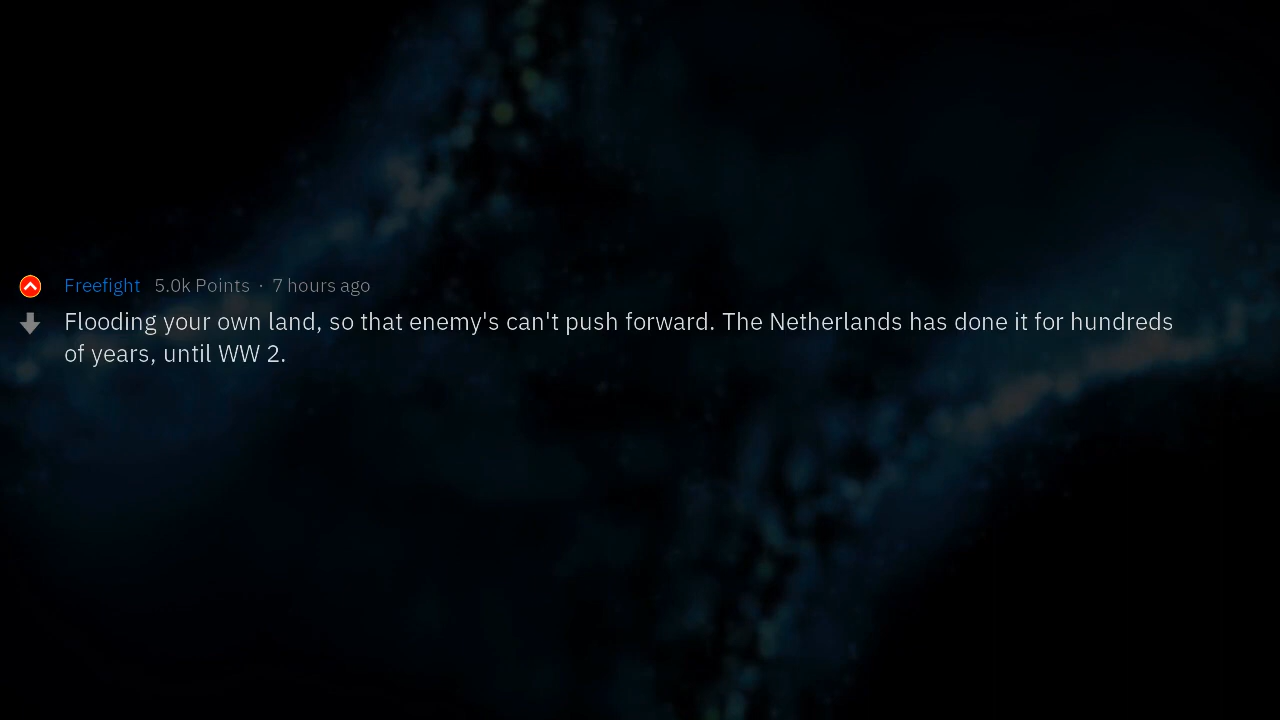 Freefight 5.0k Points · 7 hours ago
Flooding your own land, so that enemy's can't push forward. The Netherlands has done it for hundreds
of years, until WW 2.